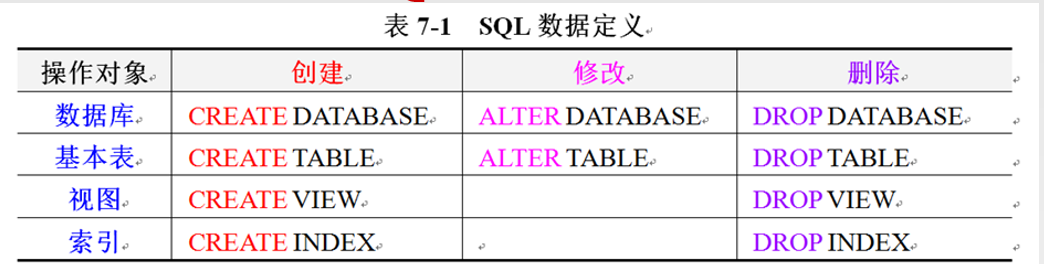 表 7-1 SQL 数据定义
操作对象 创建 修改 删除
数据库 CREATE DATABASE ALTER DATABASE DROP DATABASE
基本表 CREATE TABLE ALTER TABLE DROP TABLE
视图 CREATE VIEW DROP VIEW
索引 CREATE INDEX DROP INDEX